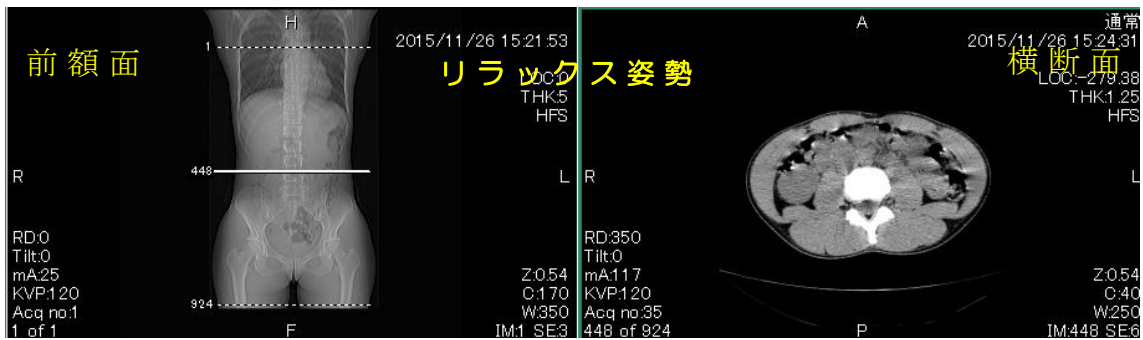 H
1
2015/11/26 15:21:53
前額面
LOC:0
THK:5
HFS
448
R
L
RD:0
Tilt:0
mA:25
KVP:120
Acq no:1
1 of 1
924
F
Z:0.54
C:170
W:350
IM:1 SE:3
リラックス姿勢
A
通常
2015/11/26 15:24:31
横断面
LOC:-279.38
THK:1.25
HFS
R
L
RD:350
Tilt:0
mA:117
KVP:120
Acq no:35
448 of 924
P
Z:0.54
C:40
W:250
IM:448 SE:6